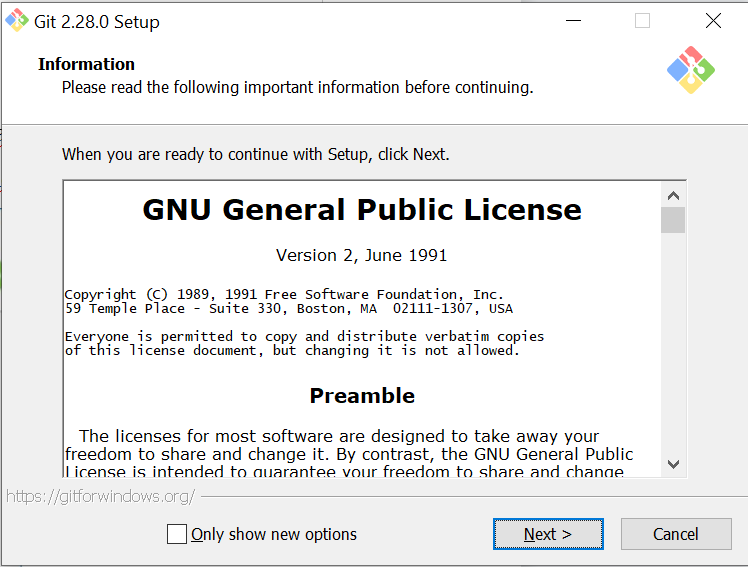 Git 2.28.0 Setup
Information
Please read the following important information before continuing.
When you are ready to continue with Setup, click Next.
GNU General Public License
Version 2, June 1991
Copyright (C) 1989, 1991 Free Software Foundation, Inc.
59 Temple Place - Suite 330, Boston, MA  02111-1307, USA
Everyone is permitted to copy and distribute verbatim copies
of this license document, but changing it is not allowed.
Preamble
The licenses for most software are designed to take away your
freedom to share and change it. By contrast, the GNU General Public
License is intended to guarantee your freedom to share and change
https://gitforwindows.org/
Only show new options
Next >
Cancel